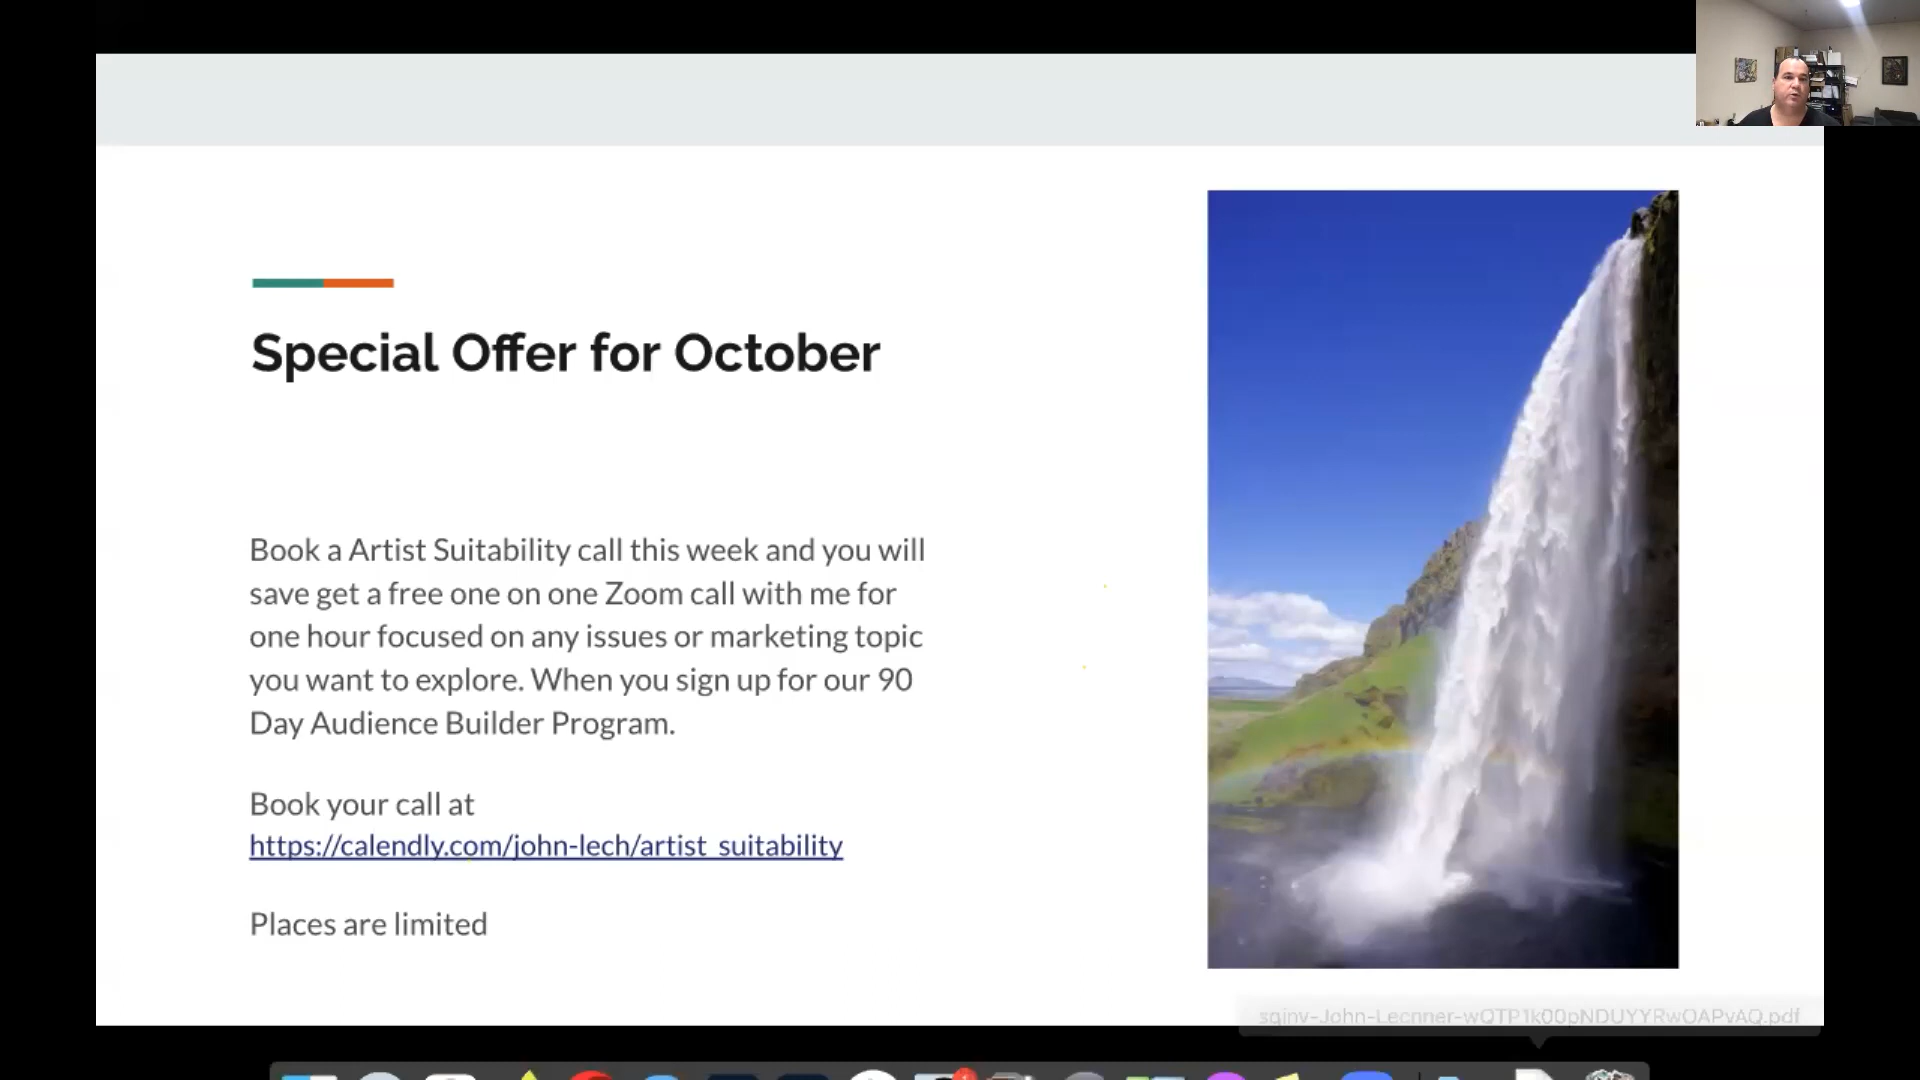 Special Offer for October
Book a Artist Suitability call this week and you will
save get a free one on one Zoom call with me for
one hour focused on any issues or marketing topic
you want to explore. When you sign up for our 90
Day Audience Builder Program.
Book your call at
https://calendly.com/john-lech/artist_suitability
Places are limited